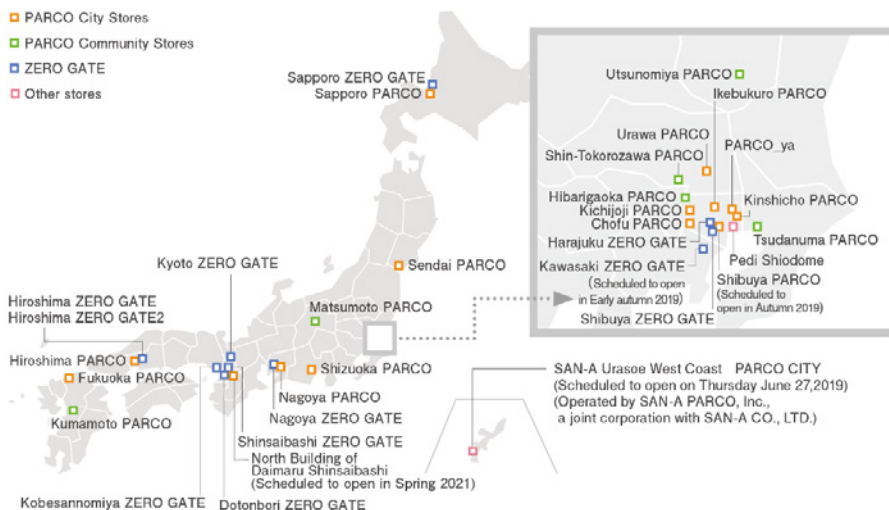 PARCO City Stores
PARCO Community Stores
ZERO GATE
Other stores
Sapporo ZERO GATE
Sapporo PARCO
Sendai PARCO
Kyoto ZERO GATE
Hiroshima ZERO GATE
Hiroshima ZERO GATE2
Matsumoto PARCO
Hiroshima PARCO
Fukuoka PARCO
Shizuoka PARCO
Nagoya PARCO
Kumamoto PARCO
Nagoya ZERO GATE
Shinsaibashi ZERO GATE
North Building of
Daimaru Shinsaibashi
(Scheduled to open in Spring 2021)
Kobesannomiya ZERO GATE
Dotonbori ZERO GATE
Utsunomiya PARCO
Ikebukuro PARCO
Urawa PARCO
PARCO_ya
Shin-Tokorozawa PARCO
Hibarigaoka PARCO
Kinshicho PARCO
Kichijoji PARCO
Chofu PARCO
Harajuku ZERO GATE
Tsudanuma PARCO
Kawasaki ZERO GATE
(Scheduled to open
in Early autumn 2019)
Pedi Shiodome
Shibuya PARCO
(Scheduled to
open in Autumn 2019)
Shibuya ZERO GATE
SAN-A Urasoe West Coast PARCO CITY
(Scheduled to open on Thursday June 27,2019)
(Operated by SAN-A PARCO, Inc.,
a joint corporation with SAN-A CO., LTD.)